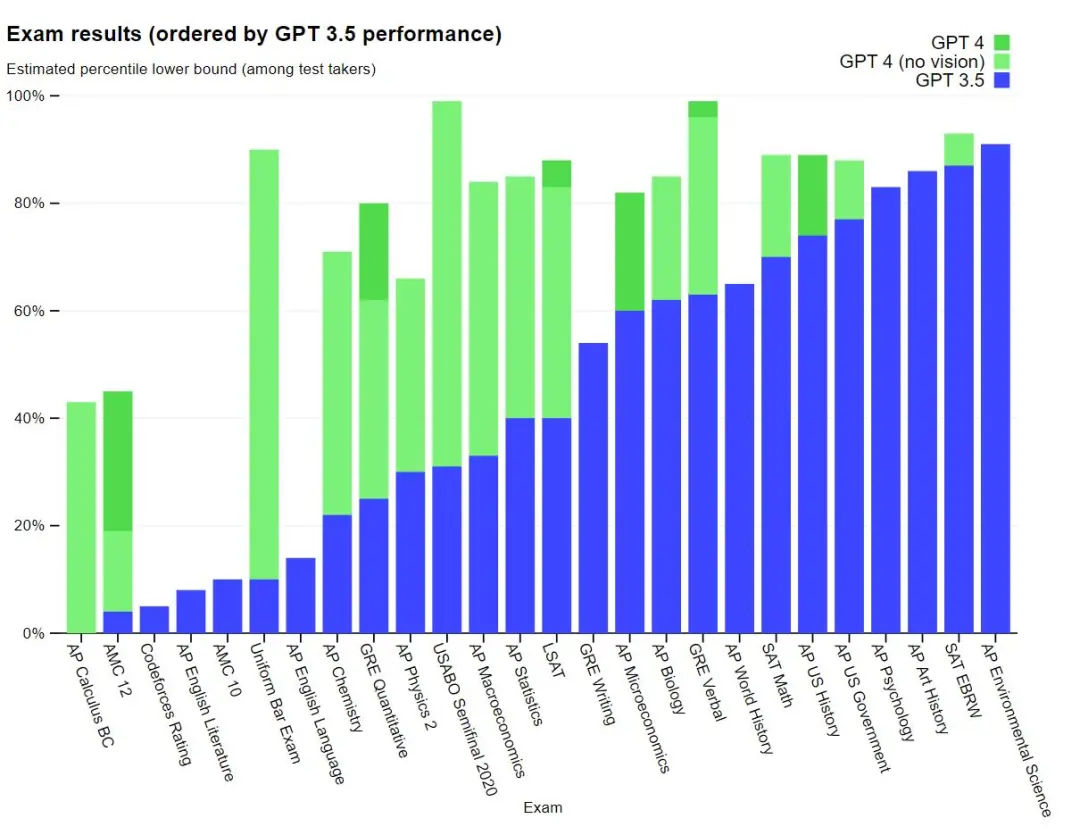 Exam results (ordered by GPT 3.5 performance)
Estimated percentile lower bound (among test takers)
GPT 4
GPT 4 (no vision)
GPT 3.5
100%
80%
60%
40%
20%
0%
AP Calculus BC
AMC 12
Codeforces Rating
AP English Literature
AMC 10
Uniform Bar Exam
AP English Language
AP Chemistry
GRE Quantitative
AP Physics 2
USABO Semifinal 2020
AP Macroeconomics
AP Statistics
LSAT
GRE Writing
AP Microeconomics
AP Biology
GRE Verbal
AP World History
SAT Math
AP US History
AP US Government
AP Psychology
AP Art History
SAT EBRW
AP Environmental Science
Exam